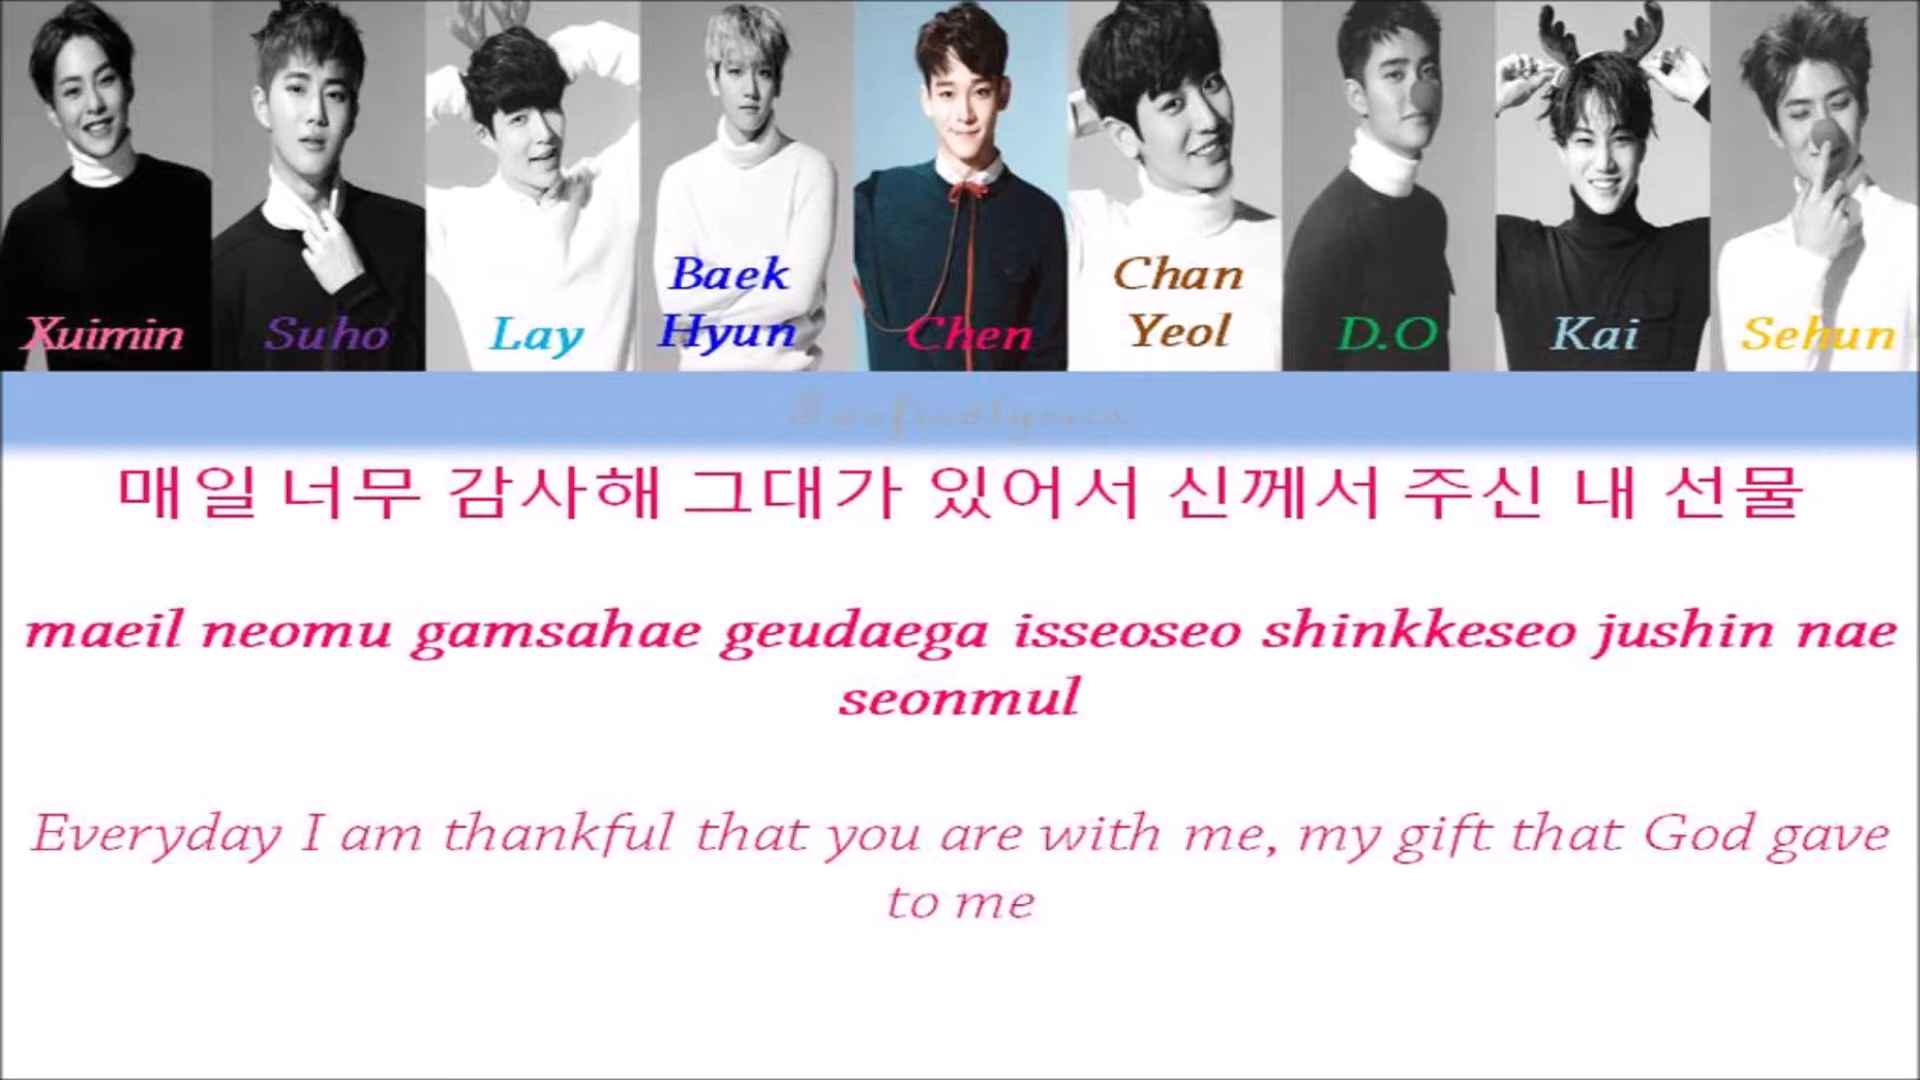 Xuimin
Suho
Lay
Baek
Hyun
Chen
Chan
Yeol
D.O
Kai
Sehun
매일 너무 감사해 그대가 있어서 신께서 주신 내 선물
maeil neomu gamsahae geudaega isseoseo shinkkeseo jushin nae
seonmul
Everyday I am thankful that you are with me, my gift that God gave
to me